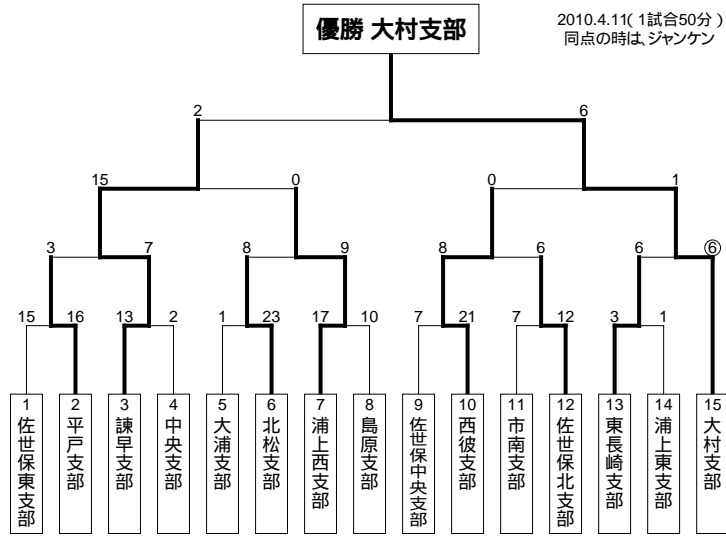 優勝 大村支部
2010.4.11( 1試合50分 )
同点の時は、ジャンケン
2 6
15 0 0 1
3 7 8 9 8 6 6 ⑥
15 16 13 2 1 23 17 10 7 21 7 12 3 1
1 佐世保東支部
2 平戸支部
3 諫早支部
4 中央支部
5 大浦支部
6 北松支部
7 浦上西支部
8 島原支部
9 佐世保中央支部
10 西彼支部
11 市南支部
12 佐世保北支部
13 東長崎支部
14 浦上東支部
15 大村支部